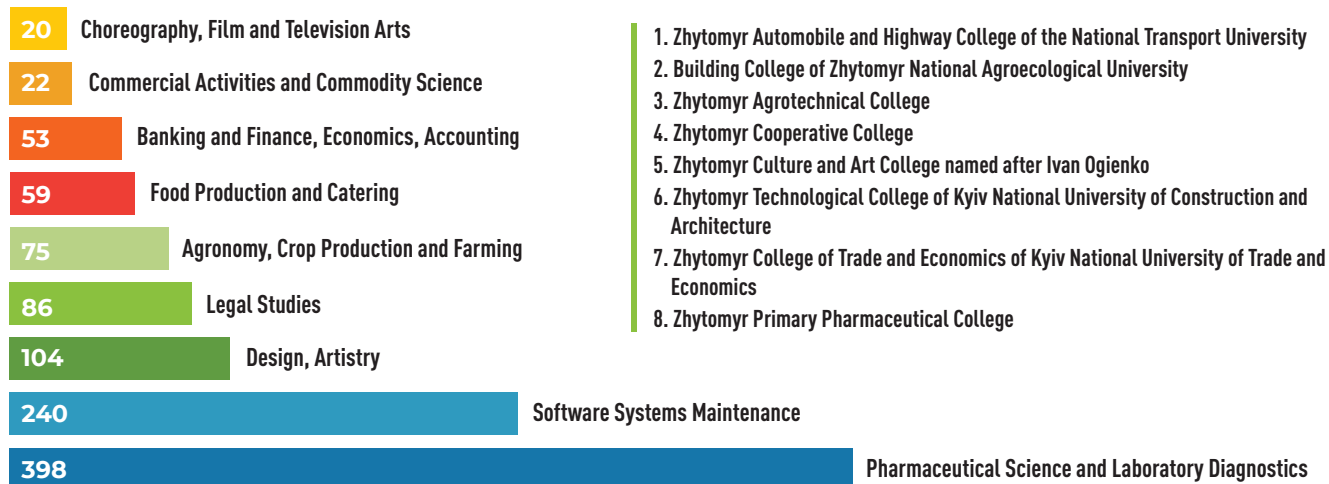 20 Choreography, Film and Television Arts
22 Commercial Activities and Commodity Science
53 Banking and Finance, Economics, Accounting
59 Food Production and Catering
75 Agronomy, Crop Production and Farming
86 Legal Studies
104 Design, Artistry
240 Software Systems Maintenance
398 Pharmaceutical Science and Laboratory Diagnostics
1. Zhytomyr Automobile and Highway College of the National Transport University
2. Building College of Zhytomyr National Agroecological University
3. Zhytomyr Agrotechnical College
4. Zhytomyr Cooperative College
5. Zhytomyr Culture and Art College named after Ivan Ogienko
6. Zhytomyr Technological College of Kyiv National University of Construction and
Architecture
7. Zhytomyr College of Trade and Economics of Kyiv National University of Trade and
Economics
8. Zhytomyr Primary Pharmaceutical College